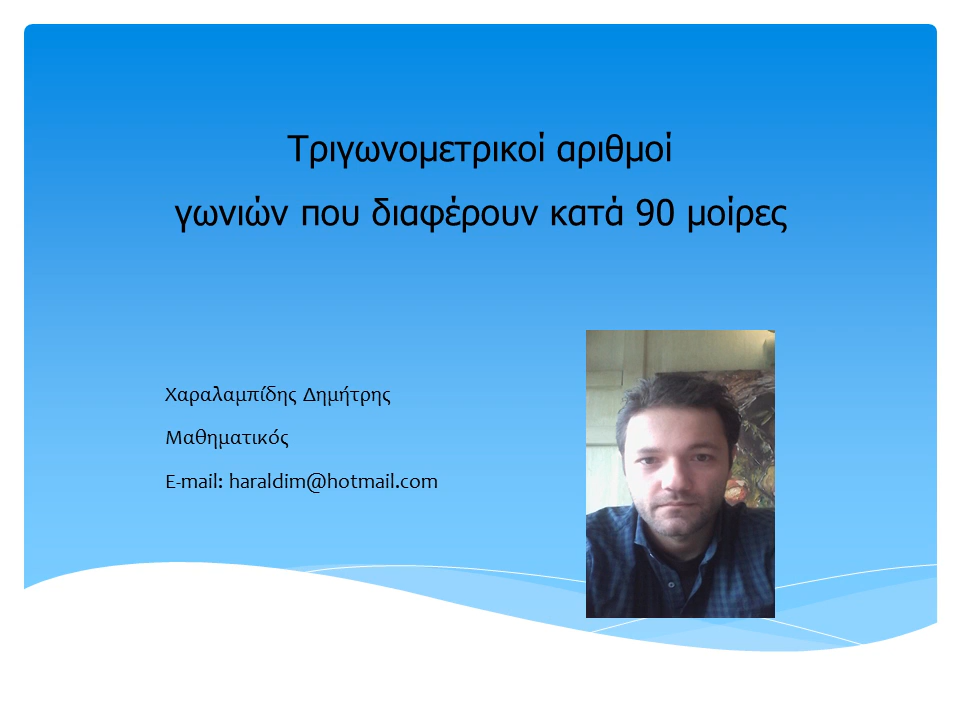 Τριγωνομετρικοί αριθμοί
γωνιών που διαφέρουν κατά 90 μοίρες
Χαραλαμπίδης Δημήτρης
Μαθηματικός
E-mail: haraldim@hotmail.com